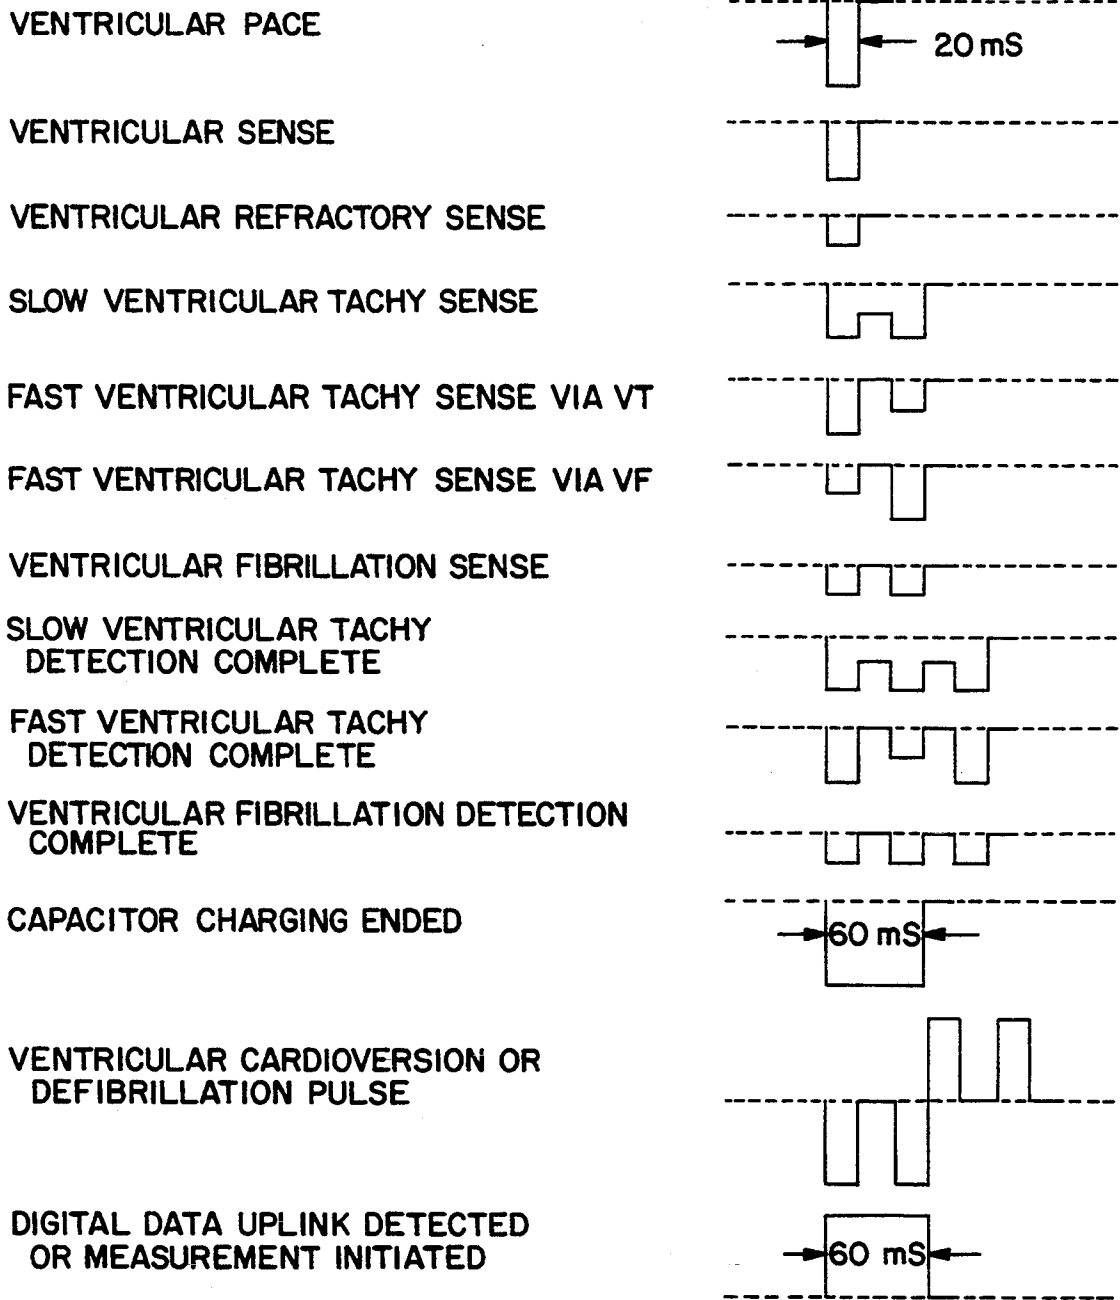 VENTRICULAR PACE
20 mS
VENTRICULAR SENSE
VENTRICULAR REFRACTORY SENSE
SLOW VENTRICULAR TACHY SENSE
FAST VENTRICULAR TACHY SENSE VIA VT
FAST VENTRICULAR TACHY SENSE VIA VF
VENTRICULAR FIBRILLATION SENSE
SLOW VENTRICULAR TACHY
DETECTION COMPLETE
FAST VENTRICULAR TACHY
DETECTION COMPLETE
VENTRICULAR FIBRILLATION DETECTION
COMPLETE
CAPACITOR CHARGING ENDED
60 mS
VENTRICULAR CARDIOVERSION OR
DEFIBRILLATION PULSE
DIGITAL DATA UPLINK DETECTED
OR MEASUREMENT INITIATED
60 mS